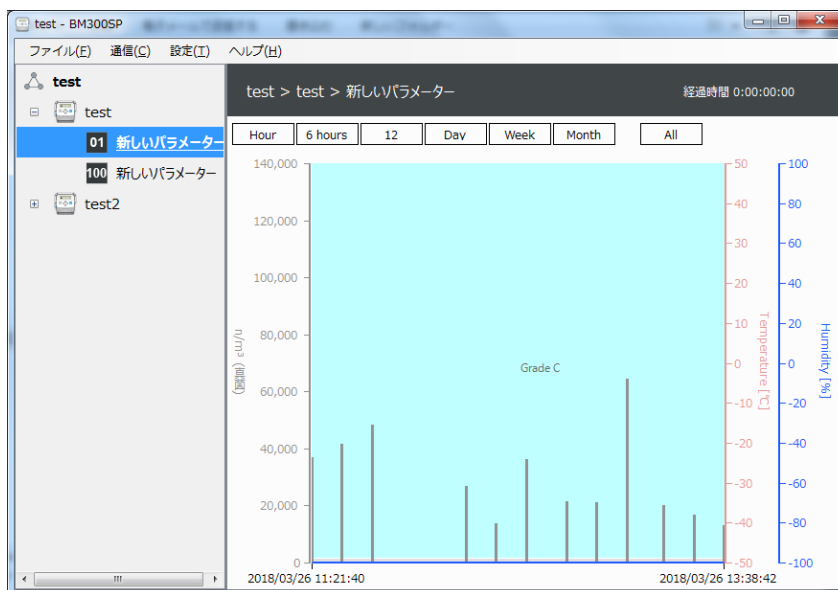 test - BM300SP
ファイル(F) 通信(C) 設定(T) ヘルプ(H)
test
test
01 新しいパラメーター
100 新しいパラメーター
test2
test > test > 新しいパラメーター
経過時間 0:00:00:00
Hour 6 hours 12 Day Week Month All
140,000
120,000
100,000
80,000
60,000
40,000
20,000
0
n/m³
Grade C
50
40
30
20
10
0
-10
-20
-30
-40
-50
Temperature [℃]
100
80
60
40
20
0
-20
-40
-60
-80
-100
Humidity [%]
2018/03/26 11:21:40
2018/03/26 13:38:42